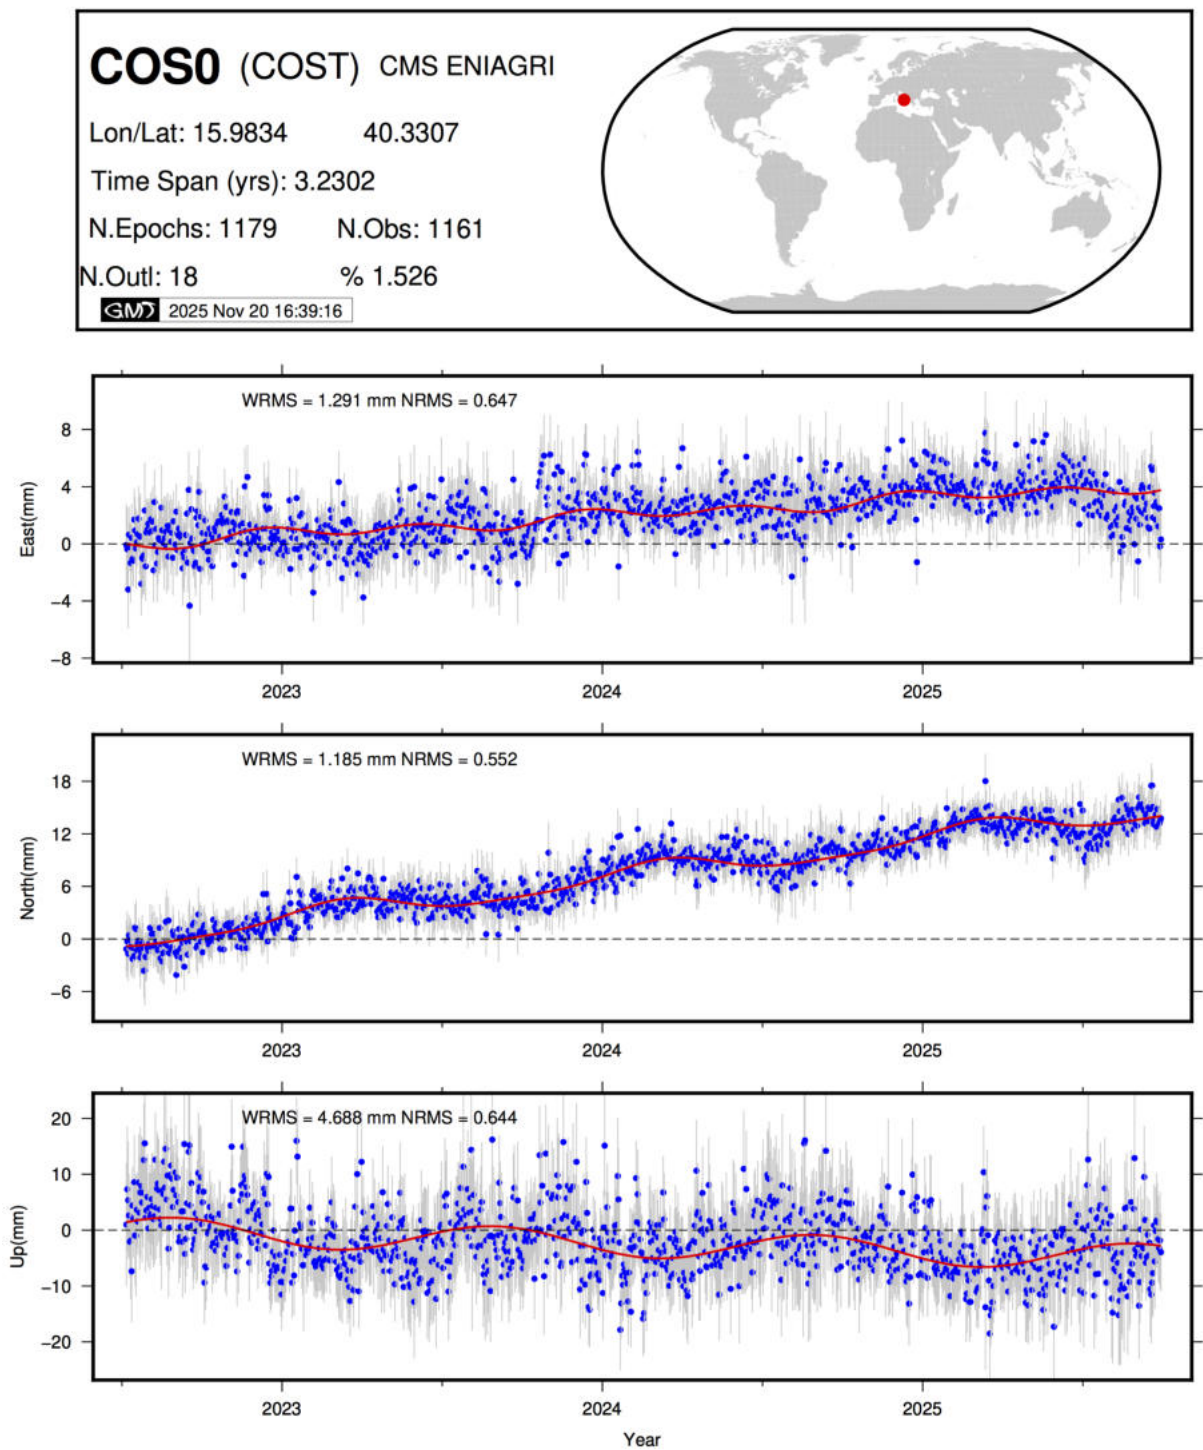 COS0 (COST) CMS ENIAGRI
Lon/Lat: 15.9834 40.3307
Time Span (yrs): 3.2302
N.Epochs: 1179 N.Obs: 1161
N.Outl: 18 % 1.526
GMT 2025 Nov 20 16:39:16
WRMS = 1.291 mm NRMS = 0.647
8
4
0
−4
−8
East(mm)
2023 2024 2025
WRMS = 1.185 mm NRMS = 0.552
18
12
6
0
−6
North(mm)
2023 2024 2025
WRMS = 4.688 mm NRMS = 0.644
20
10
0
−10
−20
Up(mm)
2023 2024 2025
Year